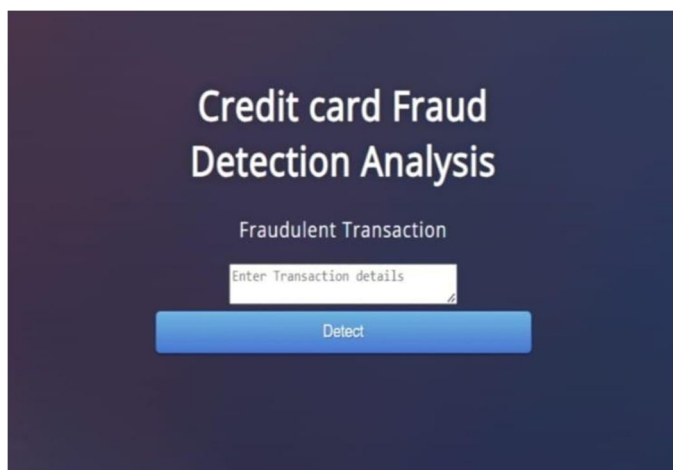 Credit card Fraud
Detection Analysis
Fraudulent Transaction
Enter Transaction details
Detect